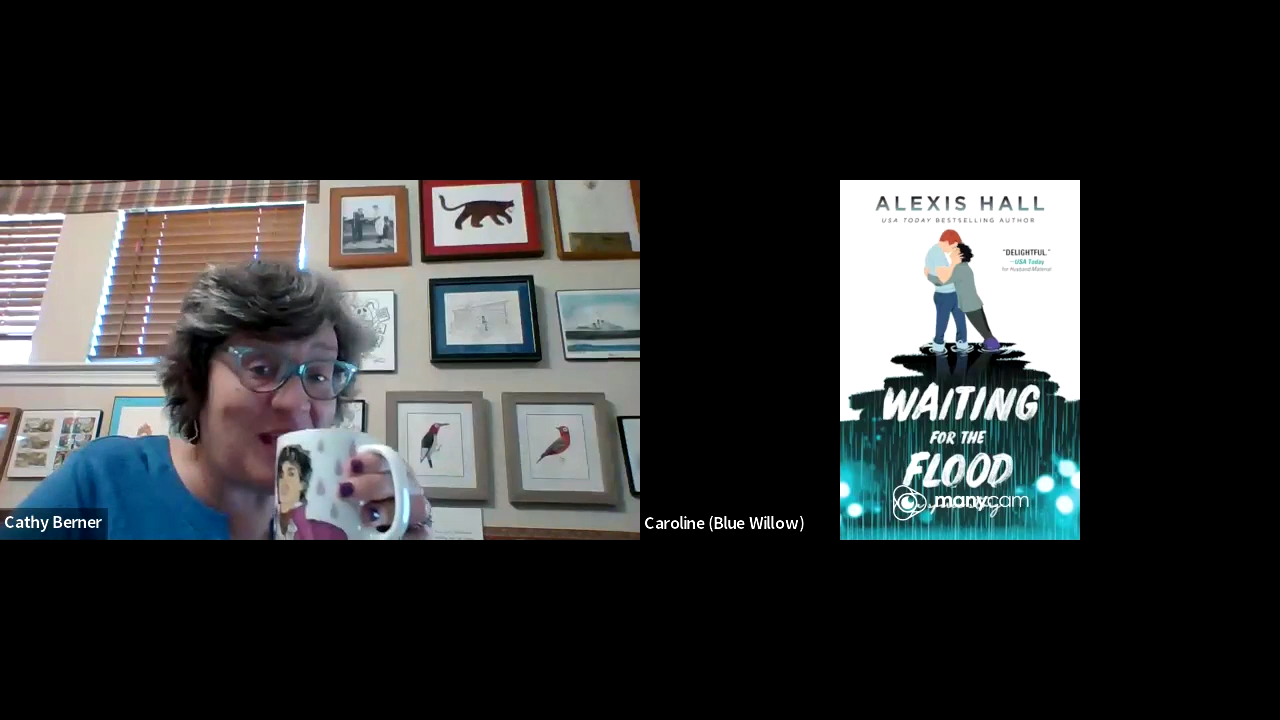 Cathy Berner
Caroline (Blue Willow)
ALEXIS HALL
USA TODAY BESTSELLING AUTHOR
"DELIGHTFUL."
—USA Today
for Husband Material
WAITING
FOR THE
FLOOD
manycam